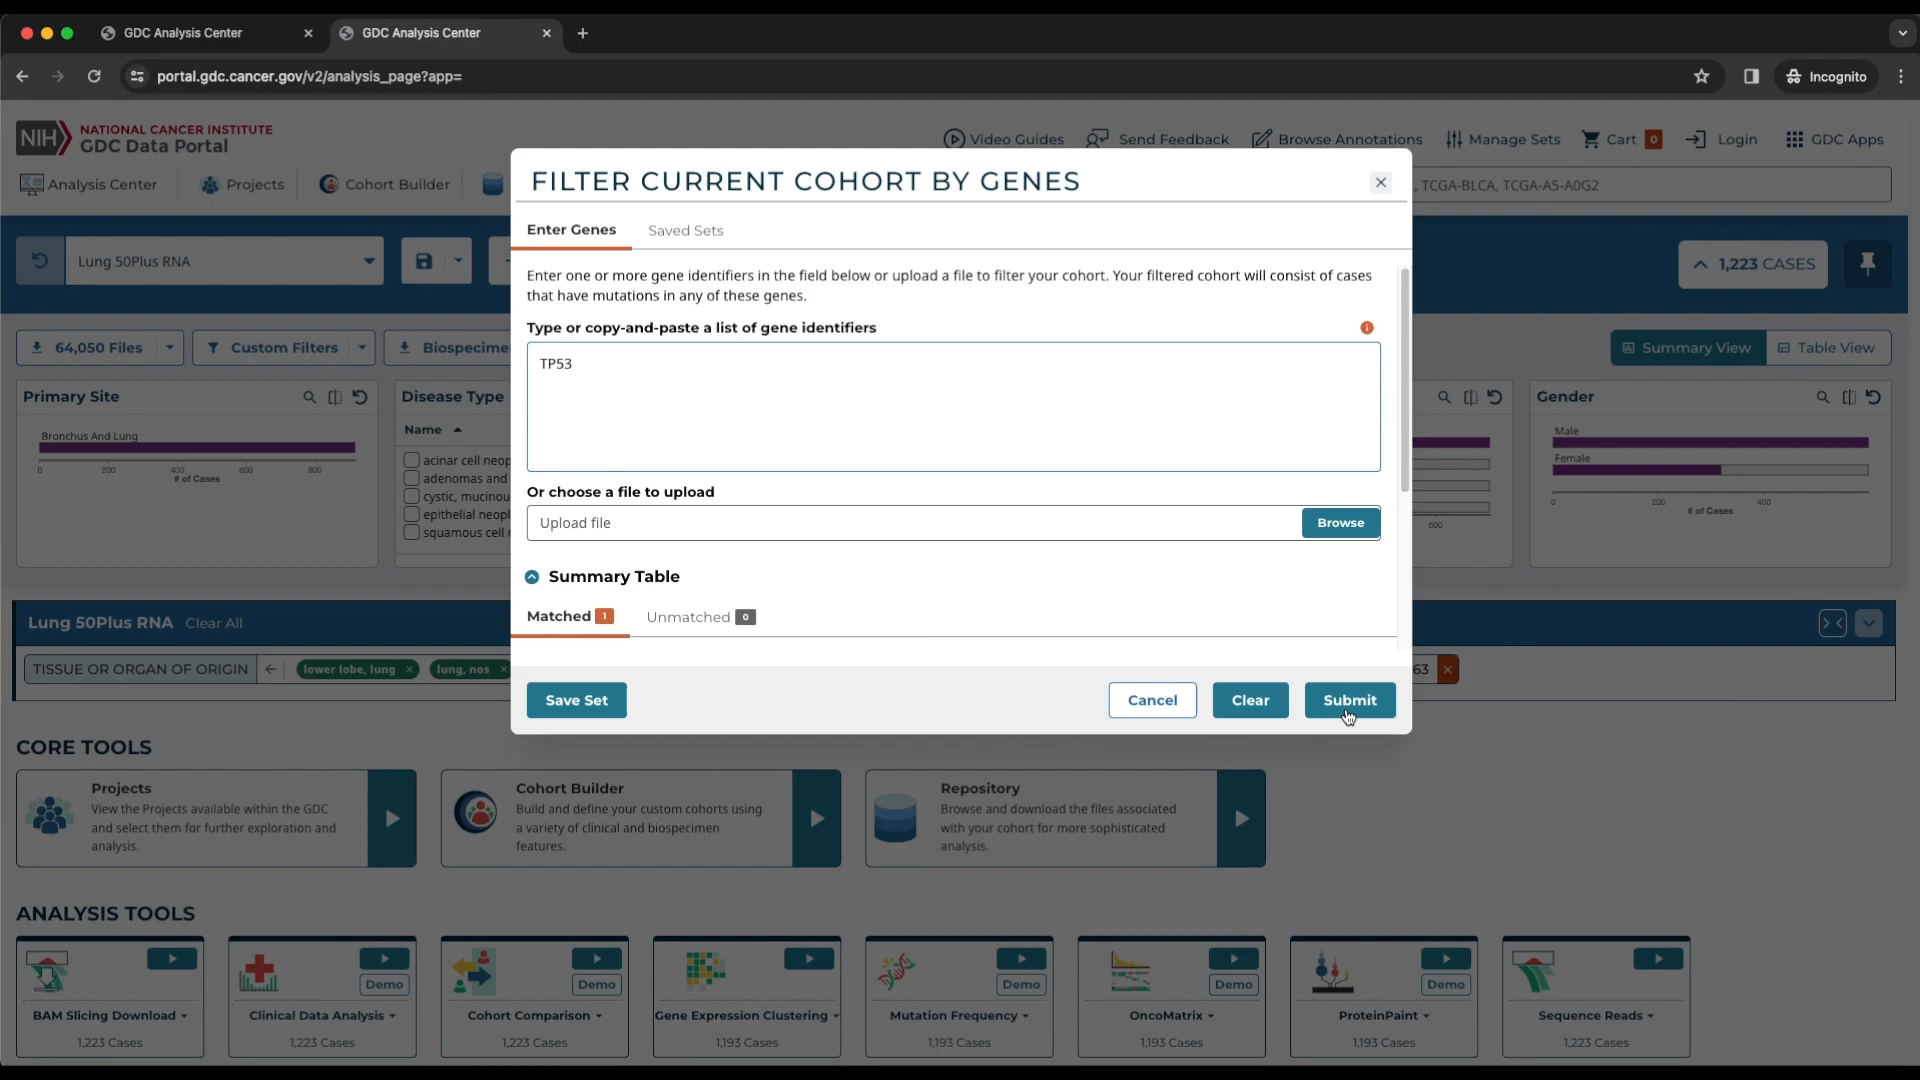 GDC Analysis Center
GDC Analysis Center
portal.gdc.cancer.gov/v2/analysis_page?app=
Incognito
NIH
NATIONAL CANCER INSTITUTE
GDC Data Portal
Video Guides
Send Feedback
Browse Annotations
Manage Sets
Cart 0
Login
GDC Apps
Analysis Center
Projects
Cohort Builder
, TCGA-BLCA, TCGA-A5-A0G2
Lung 50Plus RNA
1,223 CASES
64,050 Files
Custom Filters
Biospecime
Summary View
Table View
Primary Site
Bronchus And Lung
0 200 400 600 800
# of Cases
Disease Type
Name
acinar cell neop
adenomas and
cystic, mucinou
epithelial neopl
squamous cell n
600
Gender
Male
Female
0 200 400
# of Cases
FILTER CURRENT COHORT BY GENES
Enter Genes
Saved Sets
Enter one or more gene identifiers in the field below or upload a file to filter your cohort. Your filtered cohort will consist of cases
that have mutations in any of these genes.
Type or copy-and-paste a list of gene identifiers
TP53
Or choose a file to upload
Upload file
Browse
Summary Table
Matched 1
Unmatched 0
Save Set
Cancel
Clear
Submit
Lung 50Plus RNA
Clear All
TISSUE OR ORGAN OF ORIGIN
lower lobe, lung
lung, nos
53
CORE TOOLS
Projects
View the Projects available within the GDC
and select them for further exploration and
analysis.
Cohort Builder
Build and define your custom cohorts using
a variety of clinical and biospecimen
features.
Repository
Browse and download the files associated
with your cohort for more sophisticated
analysis.
ANALYSIS TOOLS
BAM Slicing Download
1,223 Cases
Demo
Clinical Data Analysis
1,223 Cases
Demo
Cohort Comparison
1,223 Cases
Gene Expression Clustering
1,193 Cases
Demo
Mutation Frequency
1,193 Cases
Demo
OncoMatrix
1,193 Cases
Demo
ProteinPaint
1,193 Cases
Sequence Reads
1,223 Cases